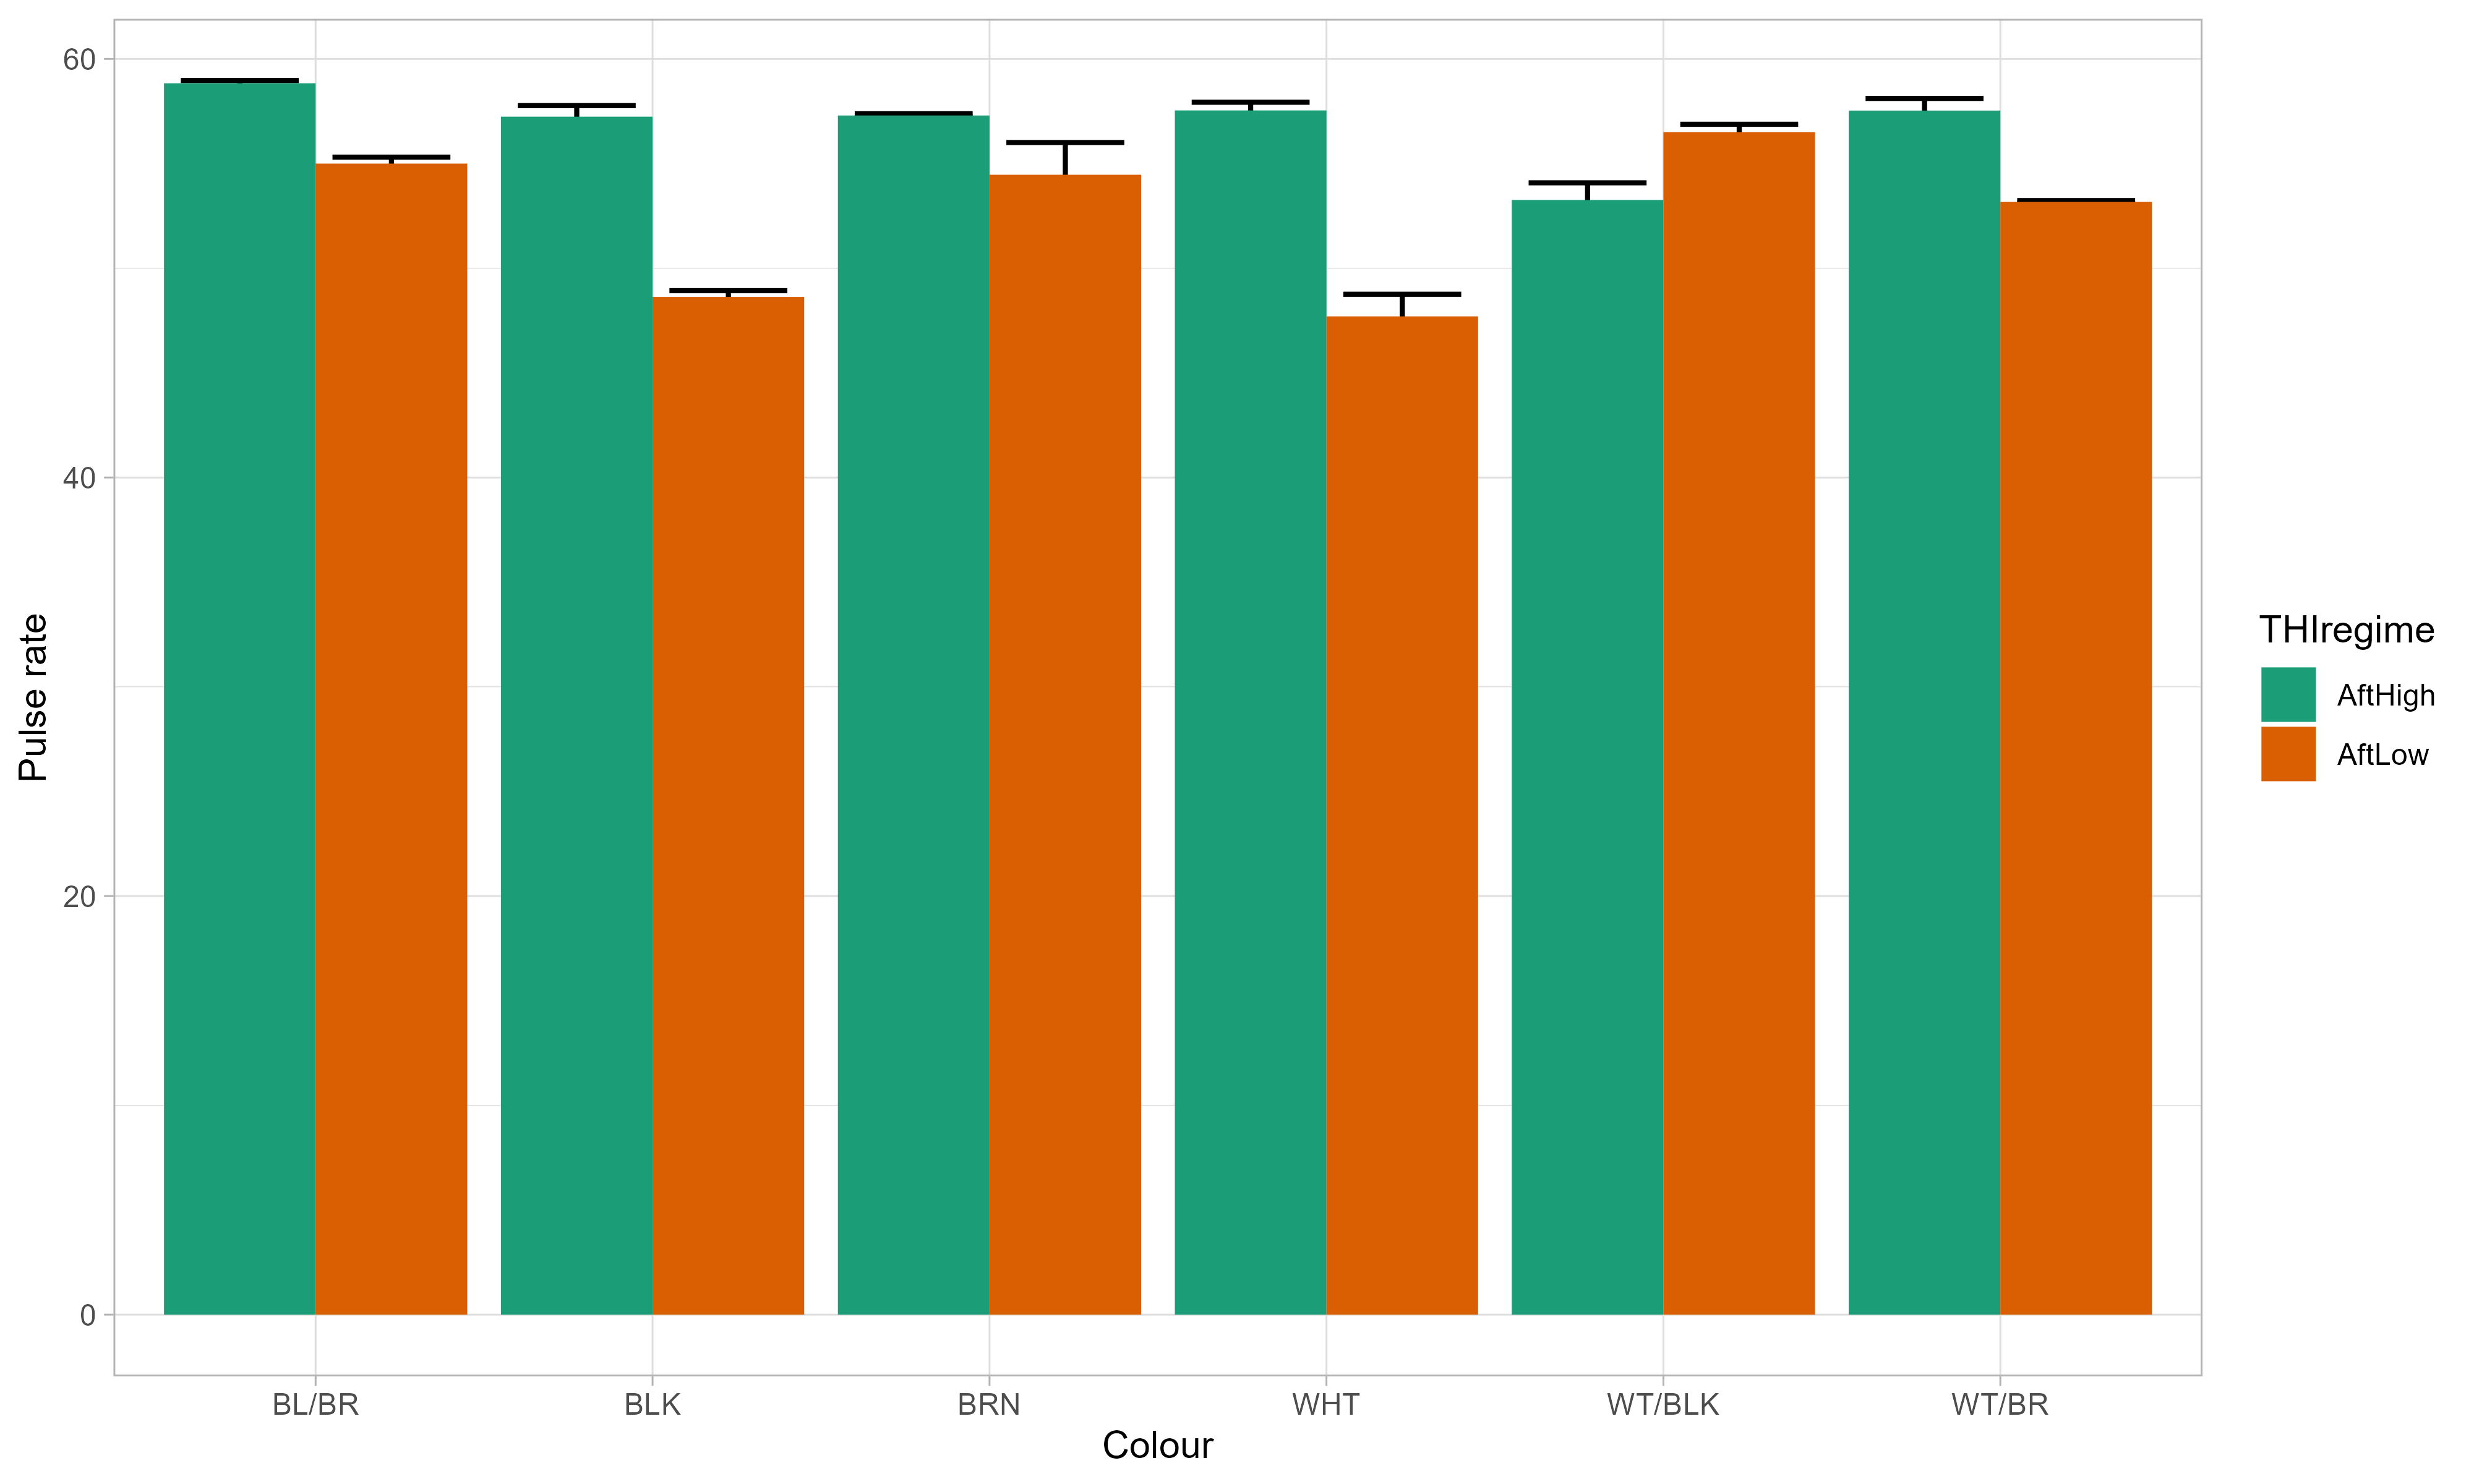 60
40
20
0
Pulse rate
BL/BR BLK BRN WHT WT/BLK WT/BR
Colour
THIregime
AftHigh
AftLow